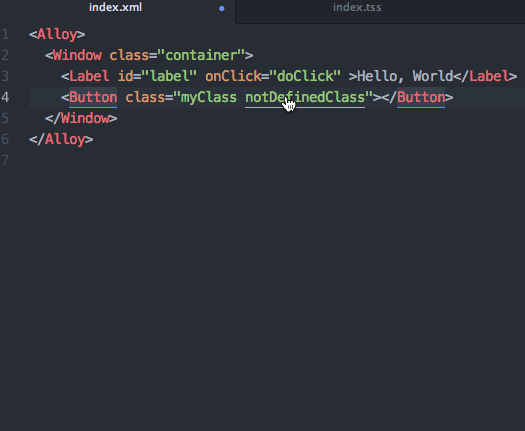 index.xml
index.tss
1 <Alloy>
2 <Window class="container">
3 <Label id="label" onClick="doClick" >Hello, World</Label>
4 <Button class="myClass notDefinedClass"></Button>
5 </Window>
6 </Alloy>
7